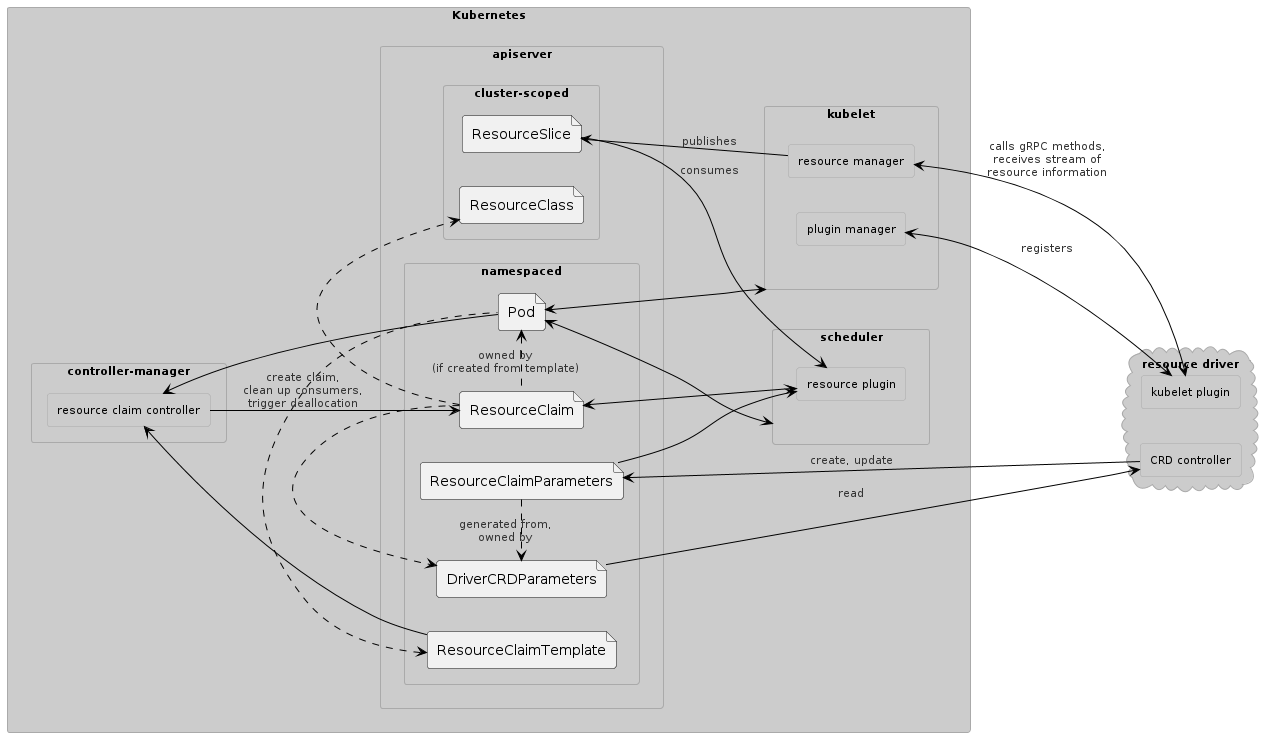 Kubernetes
apiserver
cluster-scoped
ResourceSlice
ResourceClass
namespaced
Pod
owned by
(if created from template)
ResourceClaim
ResourceClaimParameters
generated from,
owned by
DriverCRDParameters
ResourceClaimTemplate
controller-manager
resource claim controller
create claim,
clean up consumers,
trigger deallocation
kubelet
resource manager
plugin manager
publishes
consumes
scheduler
resource plugin
calls gRPC methods,
receives stream of
resource information
registers
resource driver
kubelet plugin
CRD controller
create, update
read